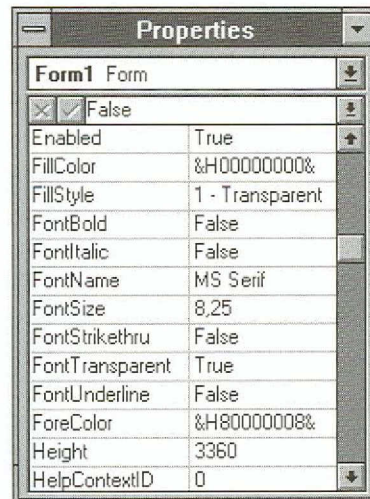 Properties
Form1 Form
False
Enabled True
FillColor &H00000000&
FillStyle 1 - Transparent
FontBold False
FontItalic False
FontName MS Serif
FontSize 8,25
FontStrikethru False
FontTransparent True
FontUnderline False
ForeColor &H80000008&
Height 3360
HelpContextID 0